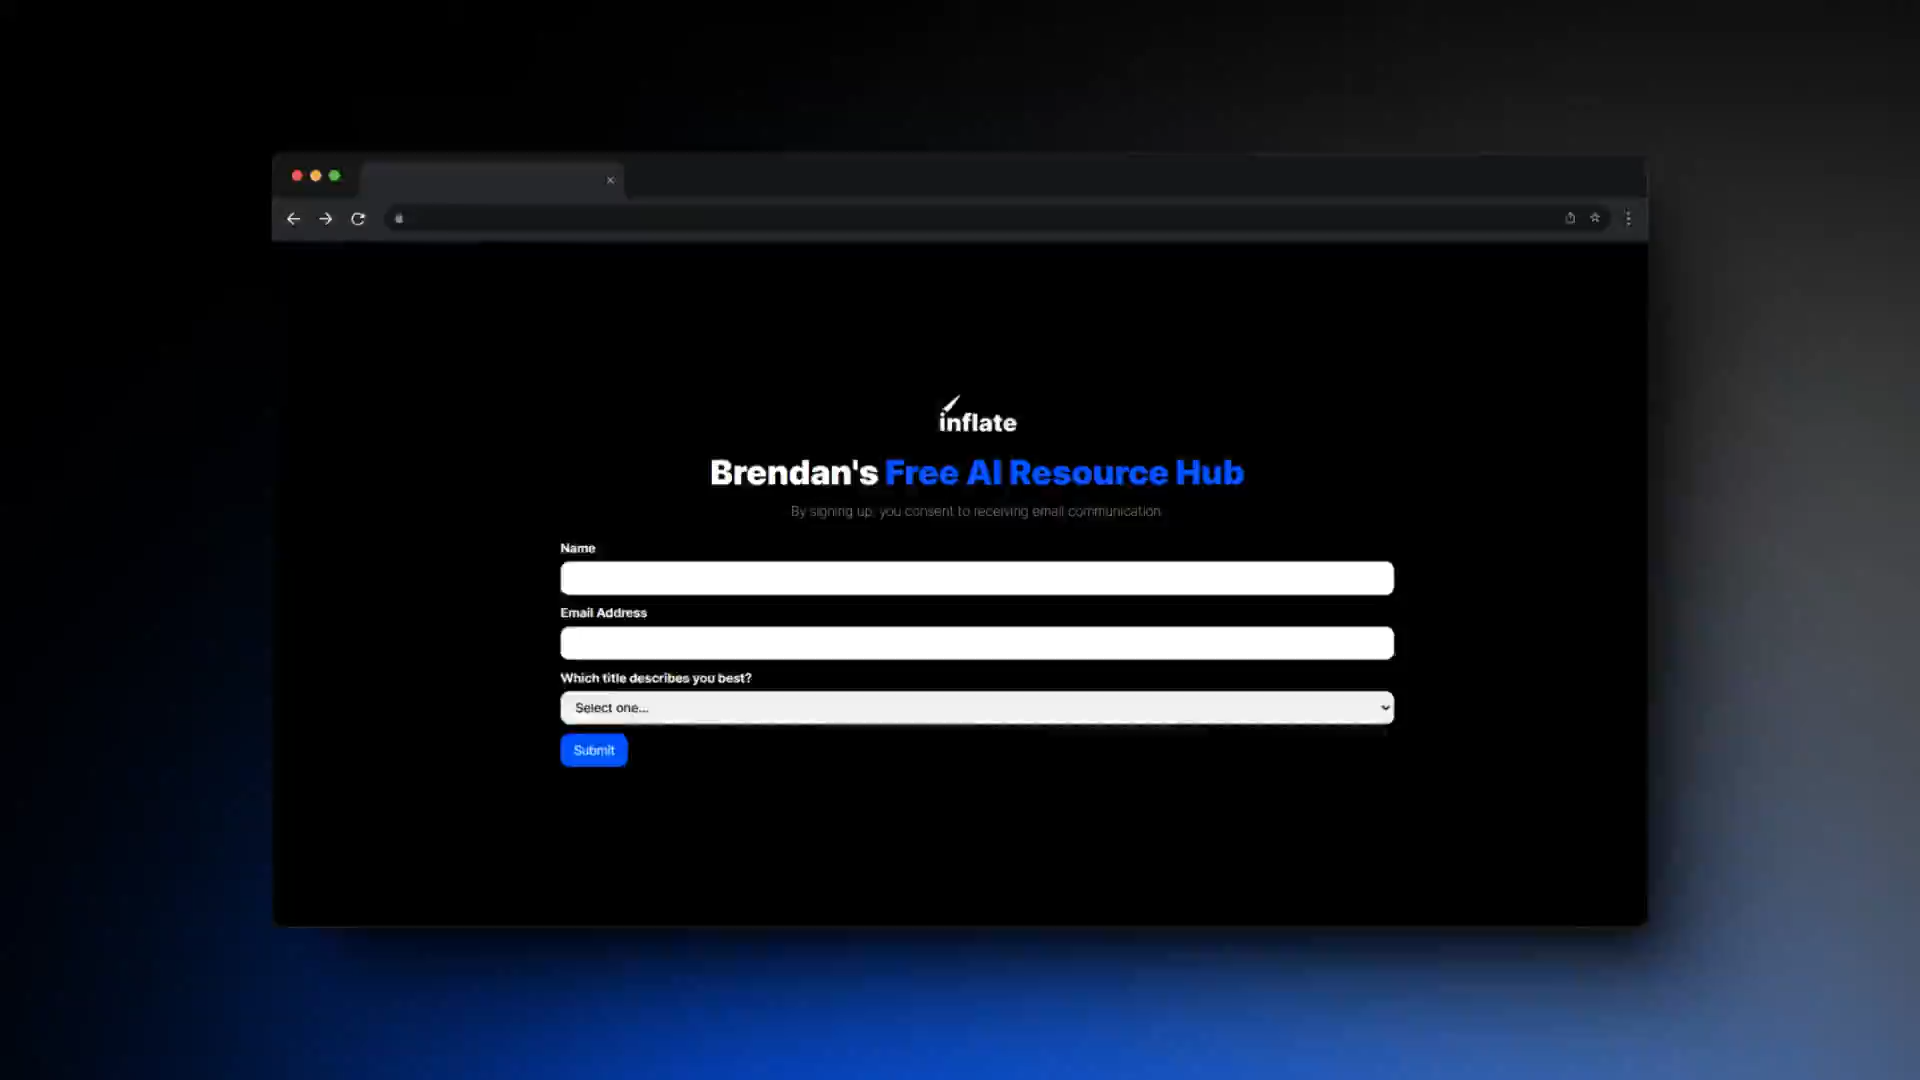 inflate
Brendan's Free AI Resource Hub
By signing up, you consent to receiving email communication
Name
Email Address
Which title describes you best?
Select one...
Submit